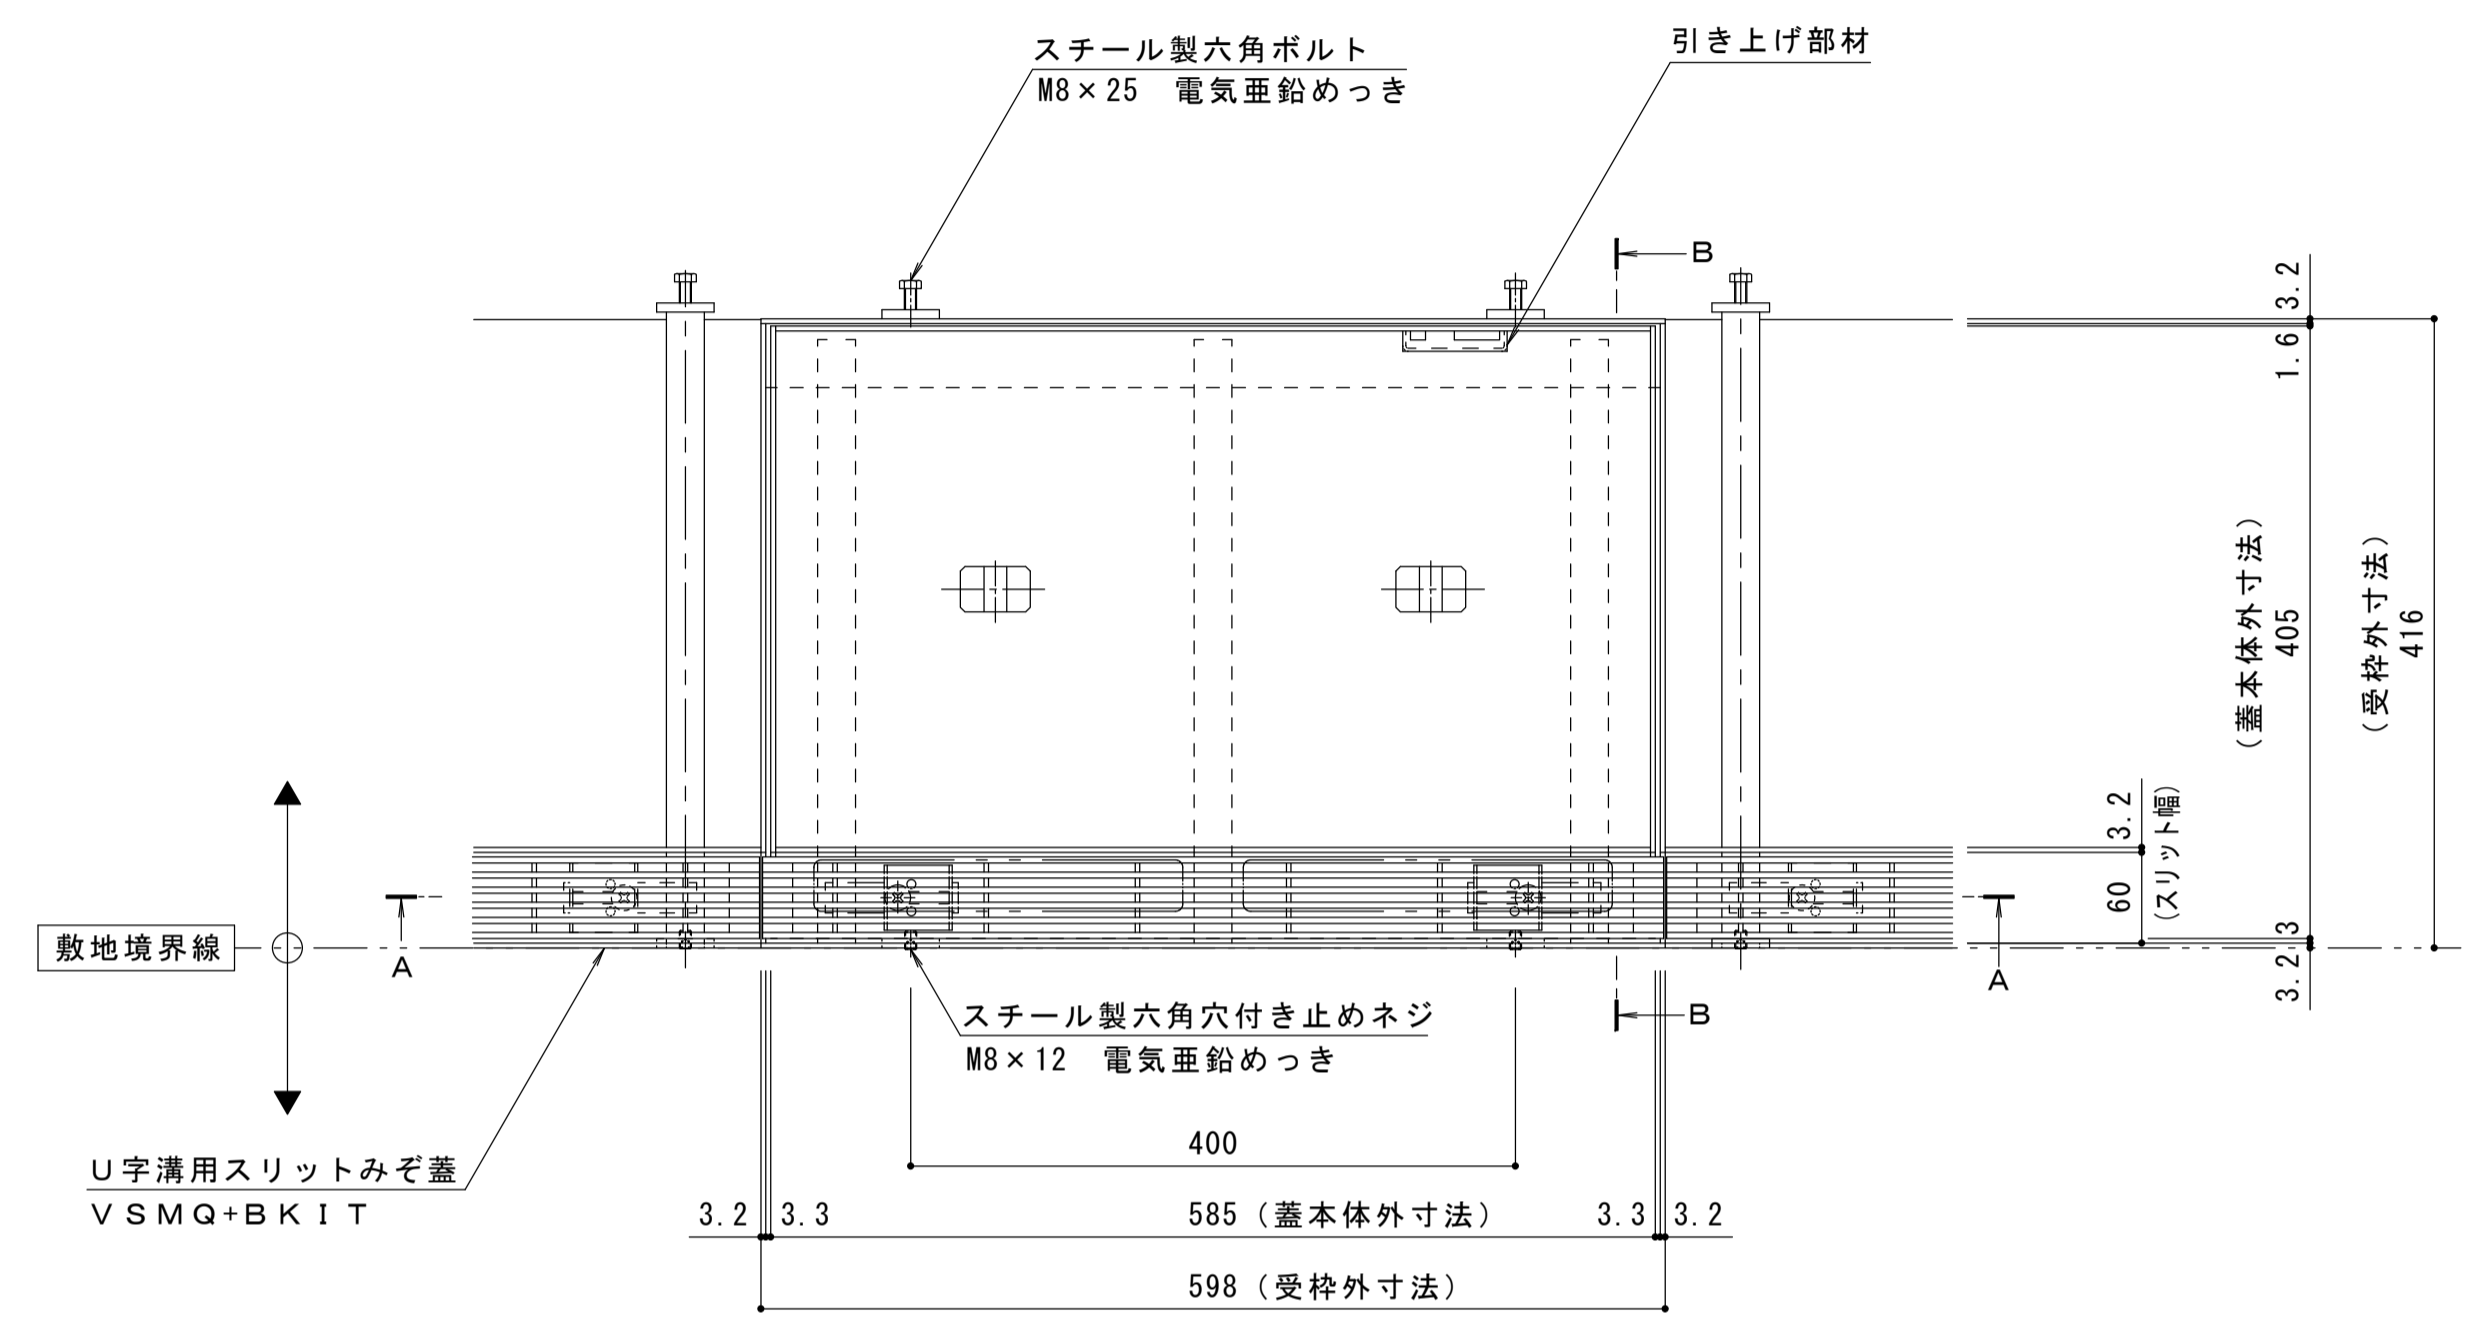 スチール製六角ボルト
M8×25 電気亜鉛めっき
引き上げ部材
B
3.2
1.6
(蓋本体外寸法)
405
(受枠外寸法)
416
3.2
60
(スリット幅)
3
3.2
敷地境界線
A
A
スチール製六角穴付き止めネジ
M8×12 電気亜鉛めっき
B
400
U字溝用スリットみぞ蓋
VSMQ+BKIT
3.2 3.3 585(蓋本体外寸法) 3.3 3.2
598(受枠外寸法)